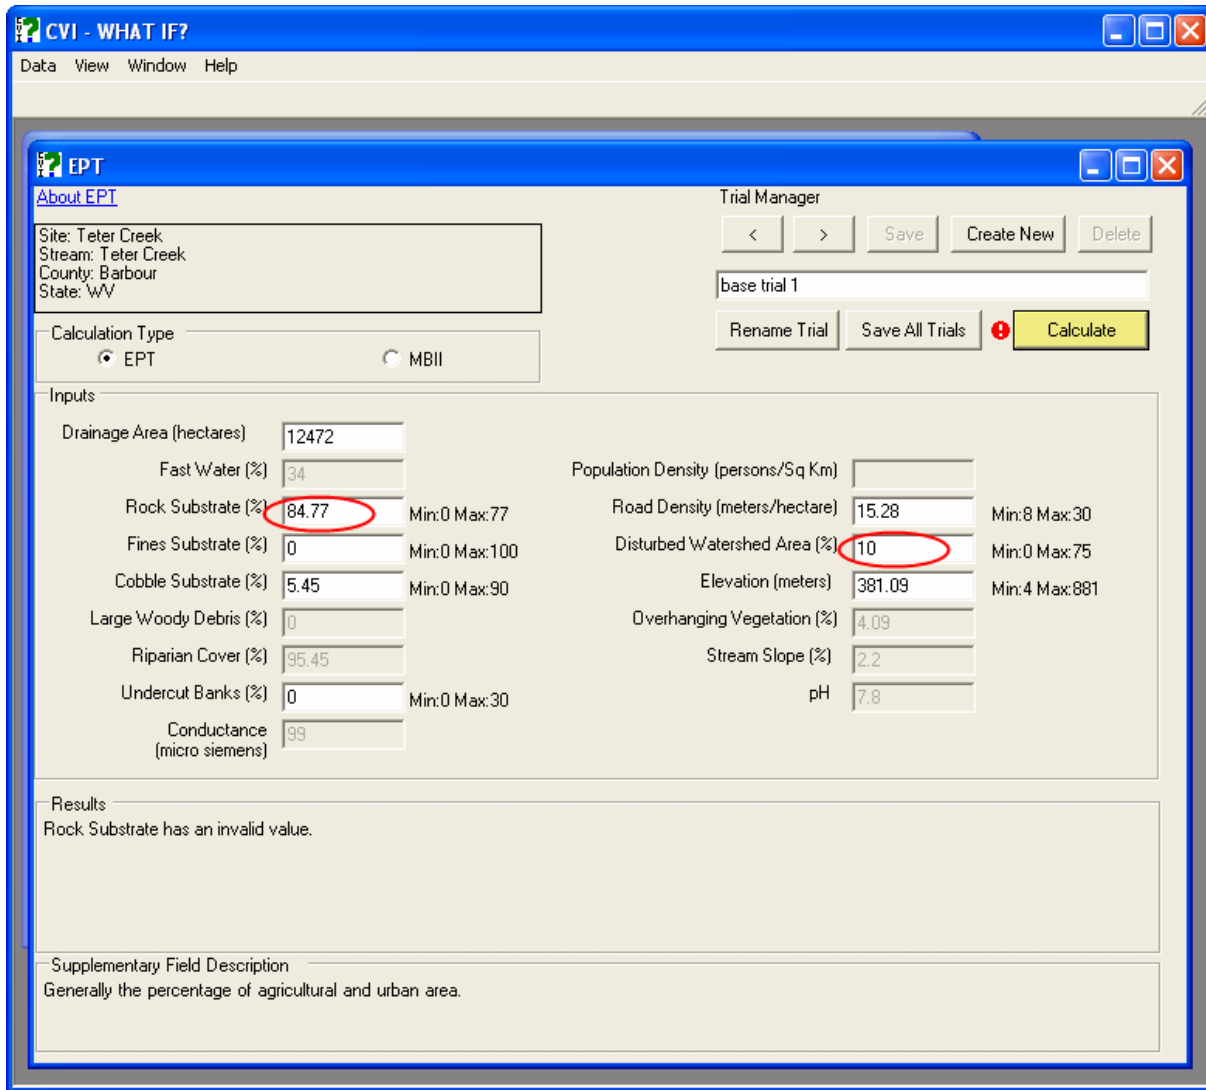 CVI - WHAT IF?
Data View Window Help
EPT
About EPT
Site: Teter Creek
Stream: Teter Creek
County: Barbour
State: WV
Trial Manager
< > Save Create New Delete
base trial 1
Rename Trial Save All Trials Calculate
Calculation Type
EPT MBII
Inputs
Drainage Area (hectares) 12472
Fast Water (%) 34 Population Density (persons/Sq Km)
Rock Substrate (%) 84.77 Min:0 Max:77 Road Density (meters/hectare) 15.28 Min:8 Max:30
Fines Substrate (%) 0 Min:0 Max:100 Disturbed Watershed Area (%) 10 Min:0 Max:75
Cobble Substrate (%) 5.45 Min:0 Max:90 Elevation (meters) 381.09 Min:4 Max:881
Large Woody Debris (%) 0 Overhanging Vegetation (%) 4.09
Riparian Cover (%) 95.45 Stream Slope (%) 2.2
Undercut Banks (%) 0 Min:0 Max:30 pH 7.8
Conductance
(micro siemens) 99
Results
Rock Substrate has an invalid value.
Supplementary Field Description
Generally the percentage of agricultural and urban area.